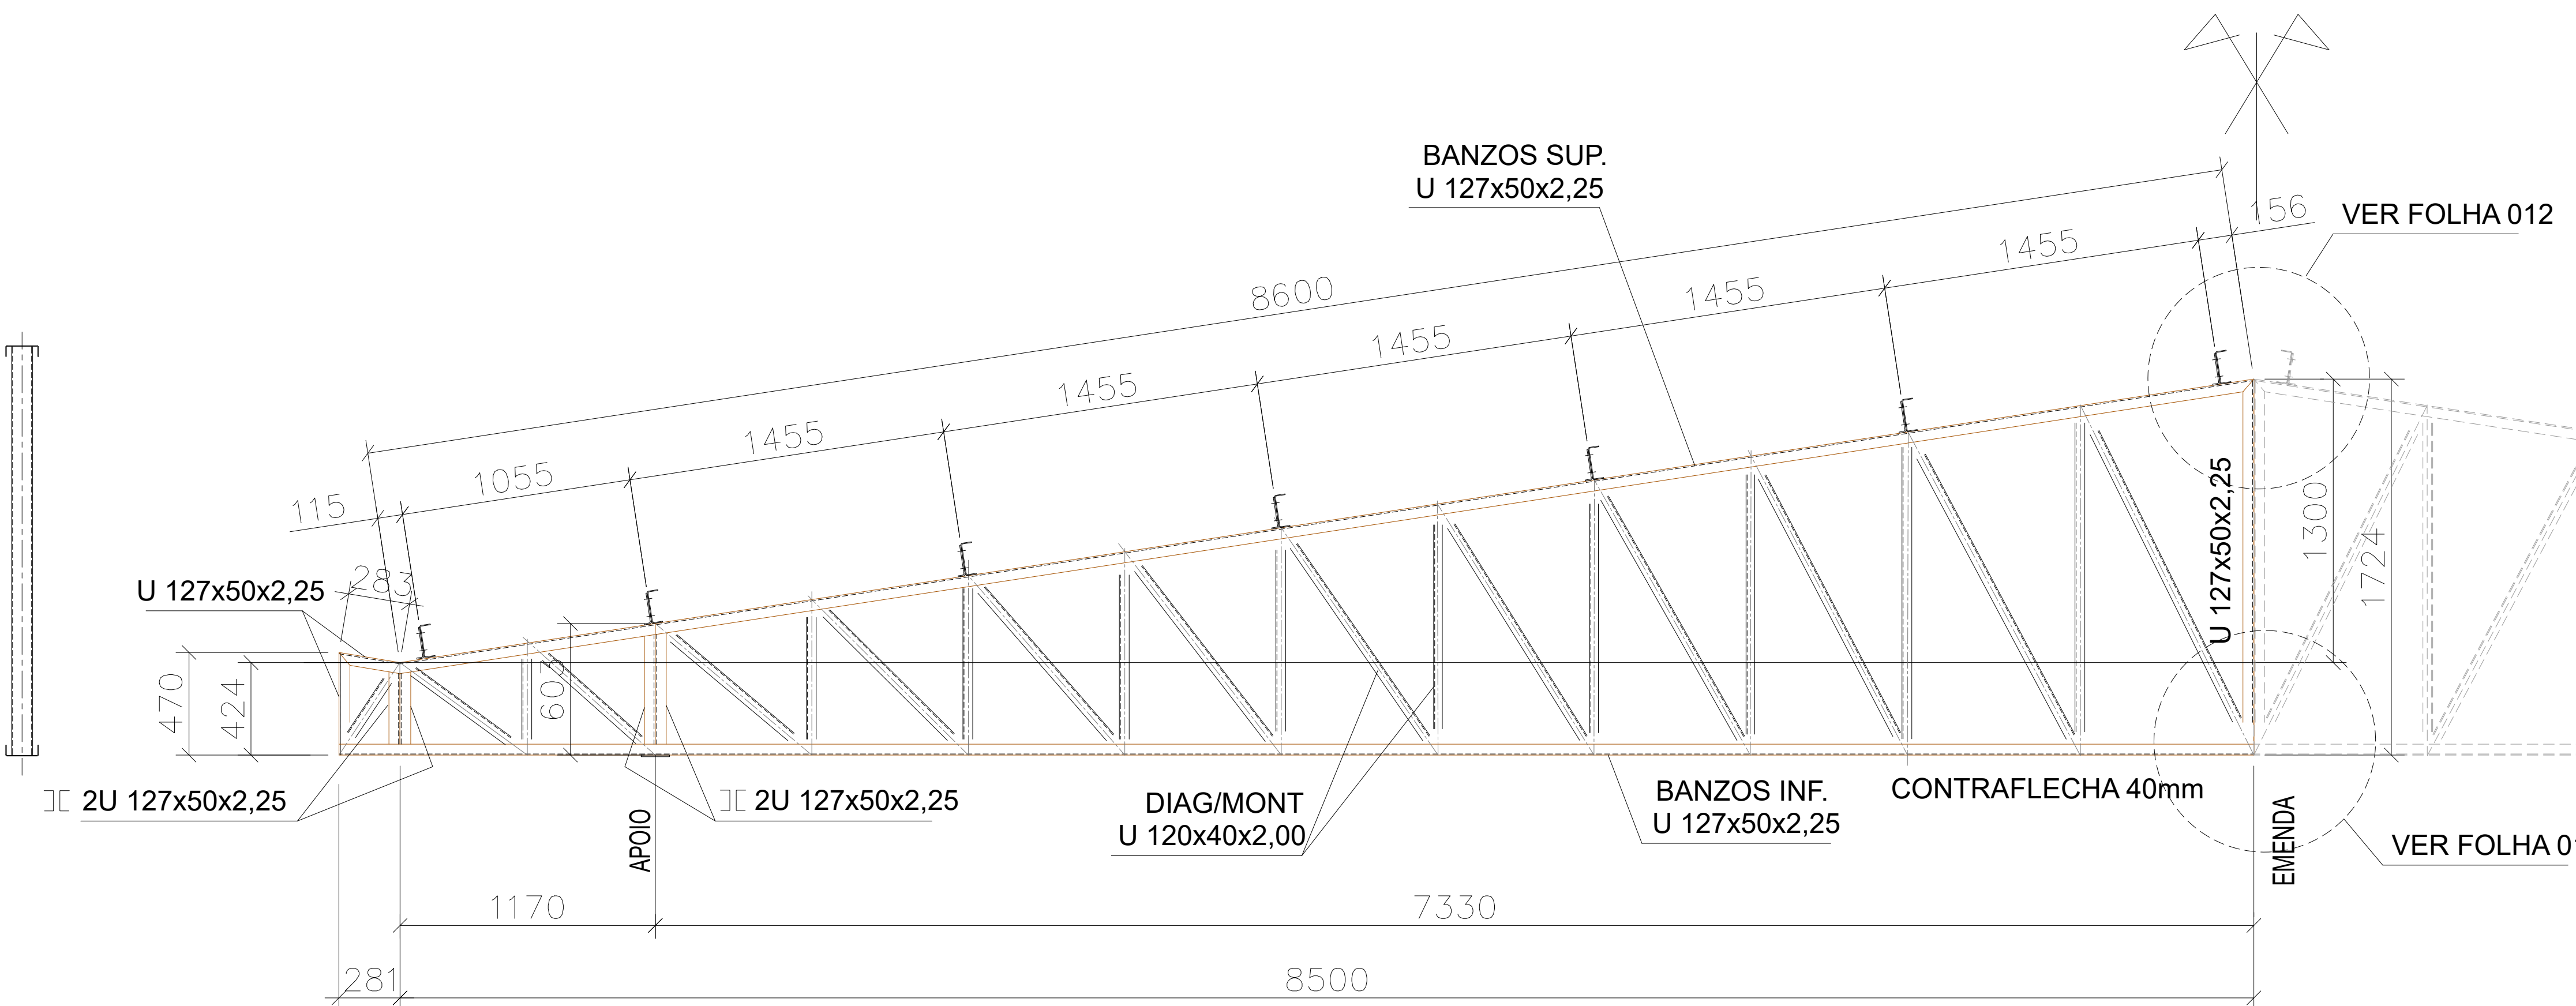 BANZOS SUP.
U 127x50x2,25
156
VER FOLHA 012
1455
8600
1455
1455
1455
1455
1055
115
283
U 127x50x2,25
U 127x50x2,25
1300
1724
470
424
603
2U 127x50x2,25
2U 127x50x2,25
APOIO
DIAG/MONT
U 120x40x2,00
BANZOS INF.
U 127x50x2,25
CONTRAFLECHA 40mm
EMENDA
VER FOLHA
1170
7330
281
8500